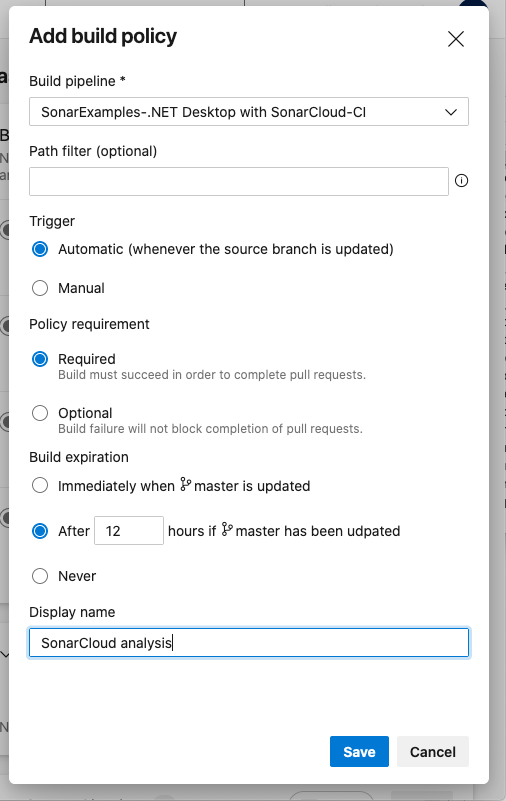 Add build policy
Build pipeline *
SonarExamples-.NET Desktop with SonarCloud-CI
Path filter (optional)
Trigger
Automatic (whenever the source branch is updated)
Manual
Policy requirement
Required
Build must succeed in order to complete pull requests.
Optional
Build failure will not block completion of pull requests.
Build expiration
Immediately when master is updated
After 12 hours if master has been udpated
Never
Display name
SonarCloud analysis
Save Cancel